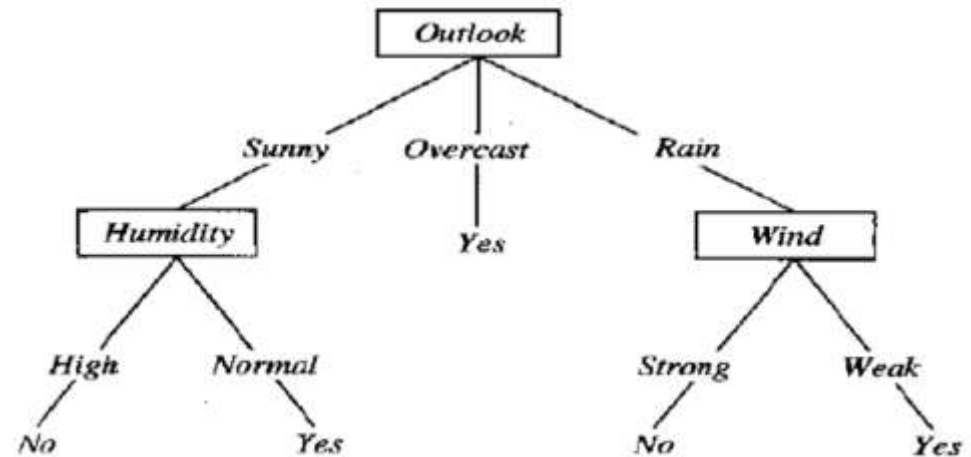 Outlook
Sunny Overcast Rain
Humidity Yes Wind
High Normal Strong Weak
No Yes No Yes